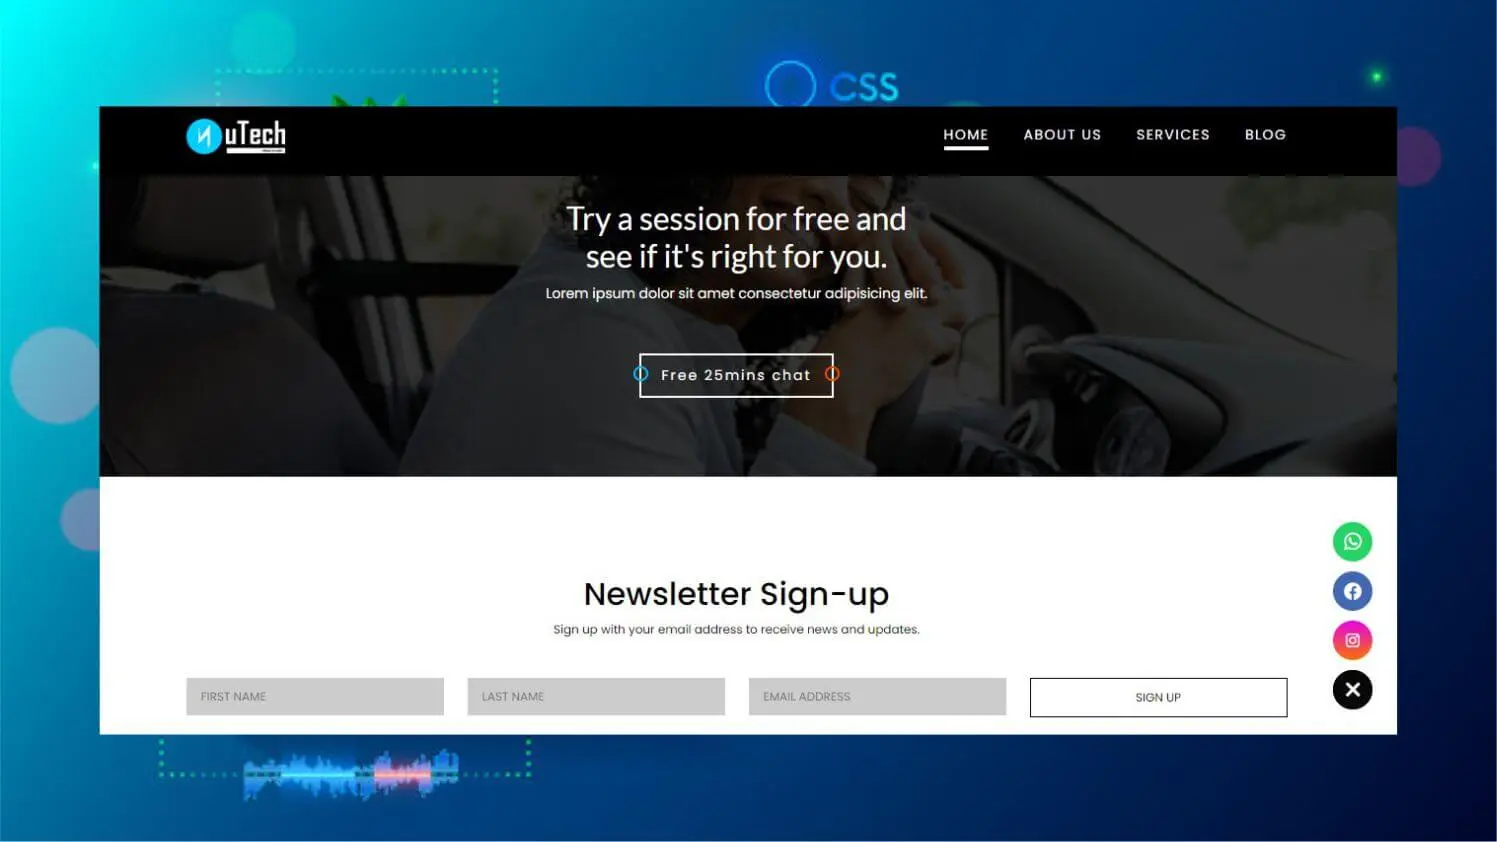 CSS
uTech
HOME ABOUT US SERVICES BLOG
Try a session for free and
see if it's right for you.
Lorem ipsum dolor sit amet consectetur adipisicing elit.
Free 25mins chat
Newsletter Sign-up
Sign up with your email address to receive news and updates.
FIRST NAME LAST NAME EMAIL ADDRESS SIGN UP